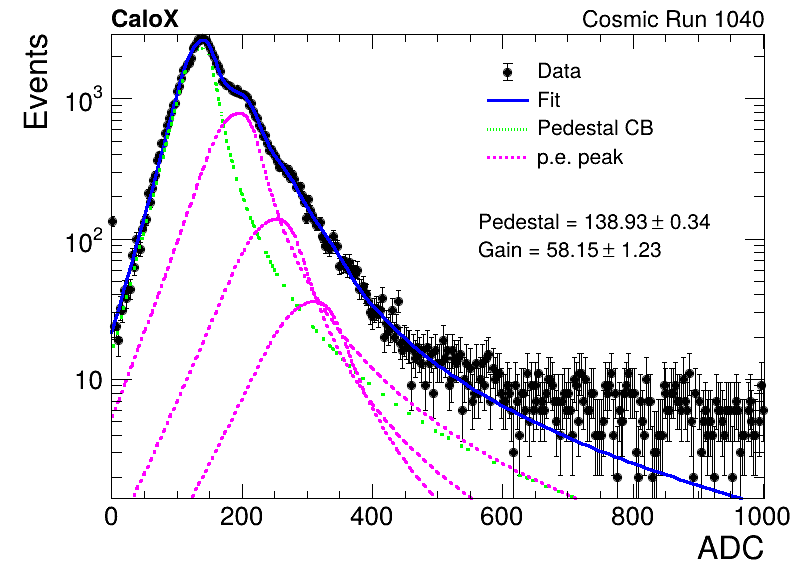 CaloX Cosmic Run 1040
Events
Data
Fit
Pedestal CB
p.e. peak
Pedestal = 138.93 ± 0.34
Gain = 58.15 ± 1.23
10³
10²
10
0 200 400 600 800 1000
ADC